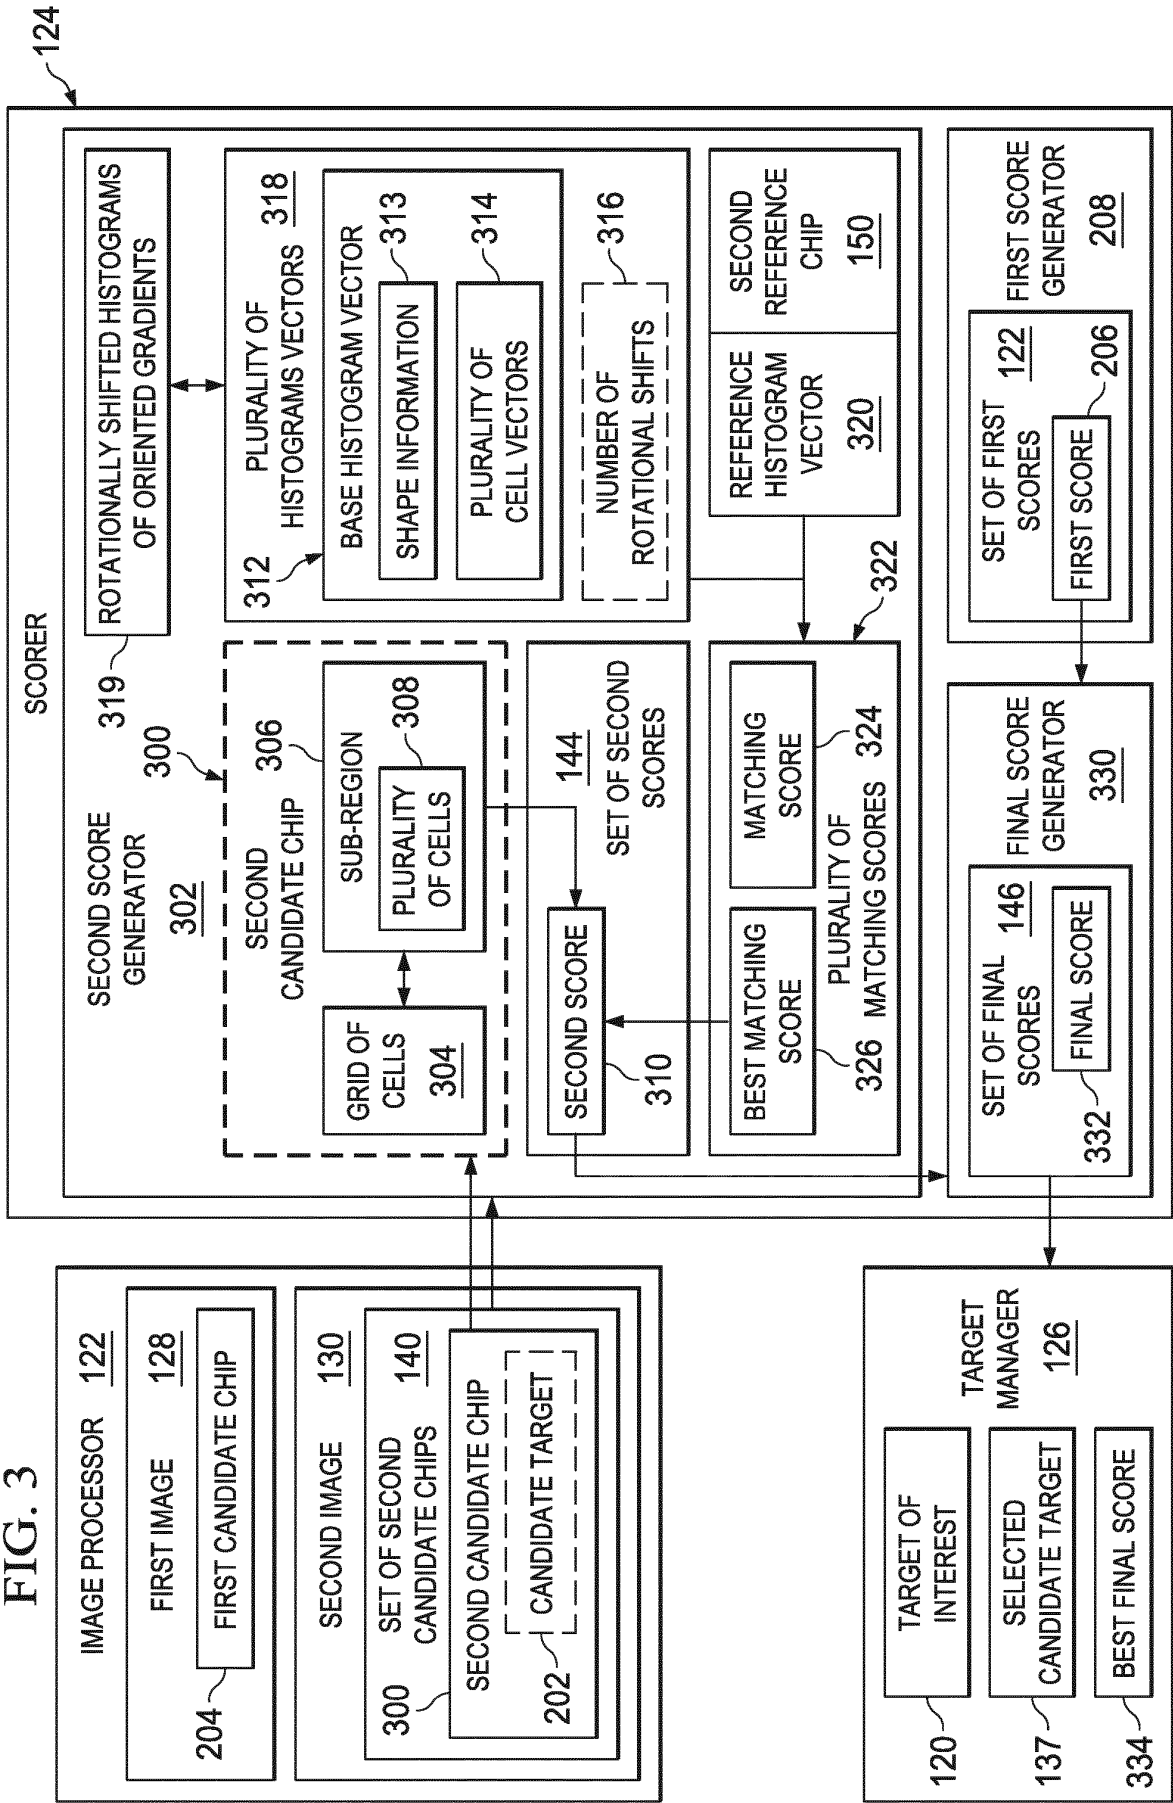 FIG. 3
IMAGE PROCESSOR 122
FIRST IMAGE 128
FIRST CANDIDATE CHIP
204
SECOND IMAGE 130
SET OF SECOND
CANDIDATE CHIPS
140
300
SECOND CANDIDATE CHIP
CANDIDATE TARGET
202
124
SCORER
SECOND SCORE
GENERATOR
302
319
ROTATIONALLY SHIFTED HISTOGRAMS
OF ORIENTED GRADIENTS
300
SECOND
CANDIDATE CHIP
306
GRID OF
CELLS
304
SUB-REGION
308
PLURALITY
OF CELLS
PLURALITY OF
HISTOGRAMS VECTORS
318
312
BASE HISTOGRAM VECTOR
313
SHAPE INFORMATION
314
PLURALITY OF
CELL VECTORS
316
NUMBER OF
ROTATIONAL SHIFTS
144
SET OF SECOND
SCORES
SECOND SCORE
310
REFERENCE
HISTOGRAM
VECTOR
320
SECOND
REFERENCE
CHIP
150
322
BEST MATCHING
SCORE
326
MATCHING
SCORE
324
PLURALITY OF
MATCHING SCORES
FINAL SCORE
GENERATOR
330
SET OF FINAL
SCORES
146
FINAL SCORE
332
FIRST SCORE
GENERATOR
208
SET OF FIRST
SCORES
122
FIRST SCORE
206
TARGET
MANAGER
126
TARGET OF
INTEREST
120
SELECTED
CANDIDATE TARGET
137
BEST FINAL SCORE
334